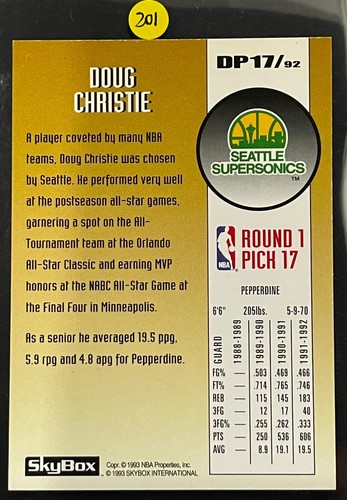 201
DOUG
CHRISTIE
A player coveted by many NBA
teams, Doug Christie was chosen
by Seattle. He performed very well
at the postseason all-star games,
garnering a spot on the All-
Tournament team at the Orlando
All-Star Classic and earning MVP
honors at the NABC All-Star Game at
the Final Four in Minneapolis.
As a senior he averaged 19.5 ppg,
5.9 rpg and 4.8 apg for Pepperdine.
SkyBox™
Copr. © 1993 NBA Properties, Inc.
© 1993 SKYBOX INTERNATIONAL
DP17/92
SEATTLE
SUPERSONICS
™
NBA
ROUND 1
PICK 17
PEPPERDINE
6'6" 205lbs. 5-9-70
GUARD 1988-1989 1989-1990 1990-1991 1991-1992
FG% — .503 .469 .466
FT% — .714 .765 .746
REB — 115 145 183
3FG — 12 17 40
3FG% — .255 .262 .333
PTS — 250 536 606
AVG — 8.9 19.1 19.5